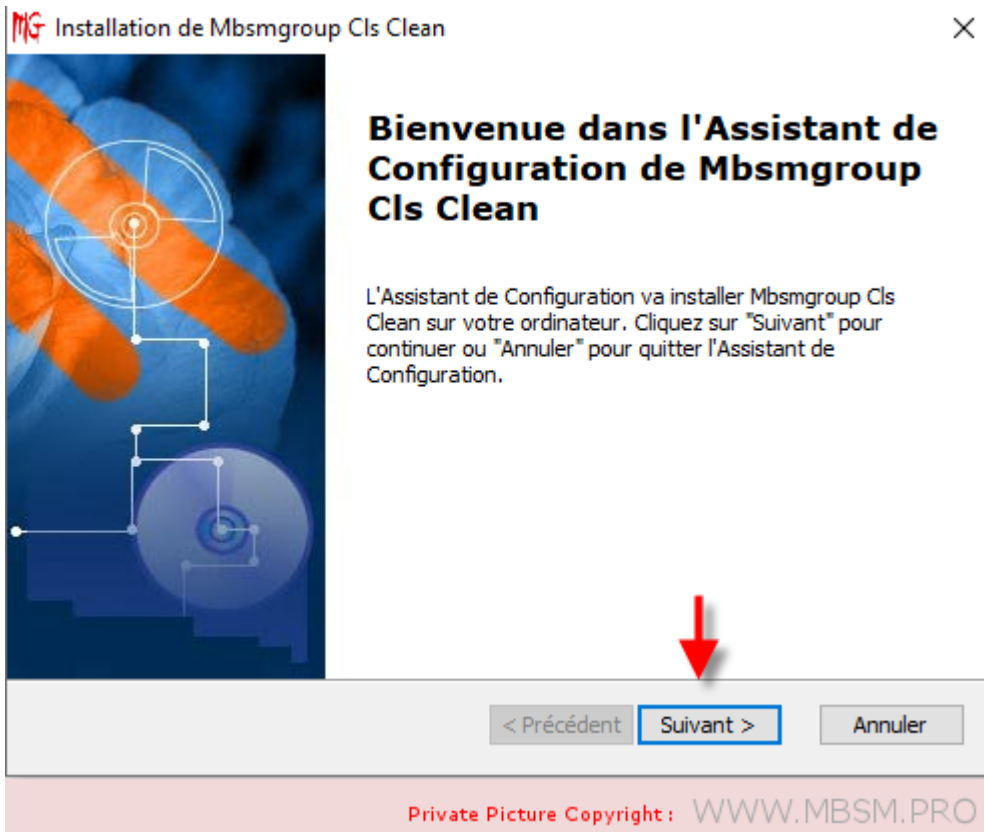 MG Installation de Mbsmgroup Cls Clean
Bienvenue dans l'Assistant de
Configuration de Mbsmgroup
Cls Clean
L'Assistant de Configuration va installer Mbsmgroup Cls
Clean sur votre ordinateur. Cliquez sur "Suivant" pour
continuer ou "Annuler" pour quitter l'Assistant de
Configuration.
< Précédent Suivant > Annuler
Private Picture Copyright : WWW.MBSM.PRO